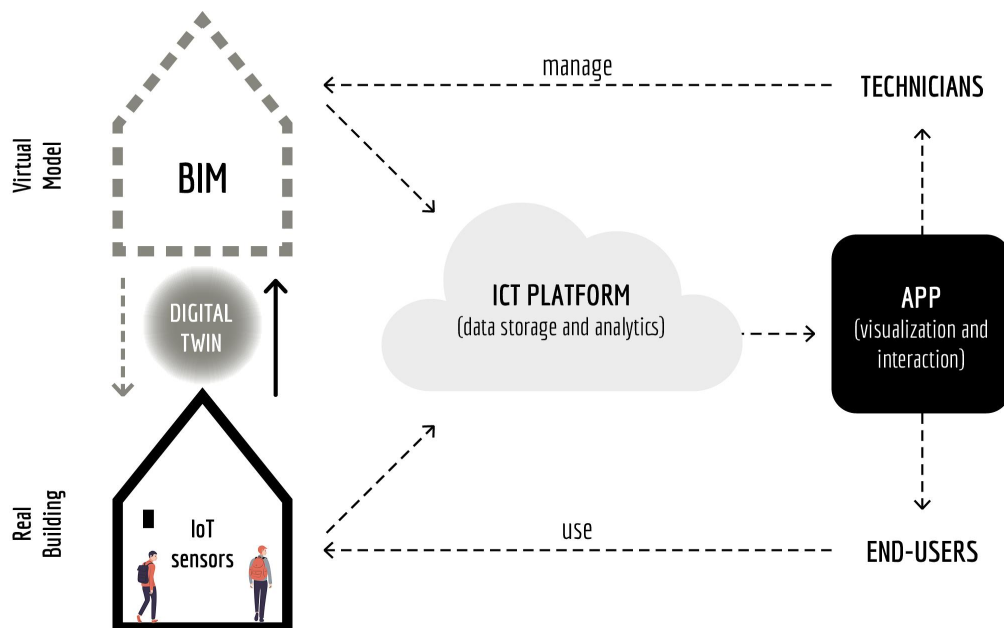 manage
TECHNICIANS
Virtual
Model
BIM
ICT PLATFORM
(data storage and analytics)
APP
(visualization and
interaction)
DIGITAL
TWIN
Real
Building
IoT
sensors
use
END-USERS